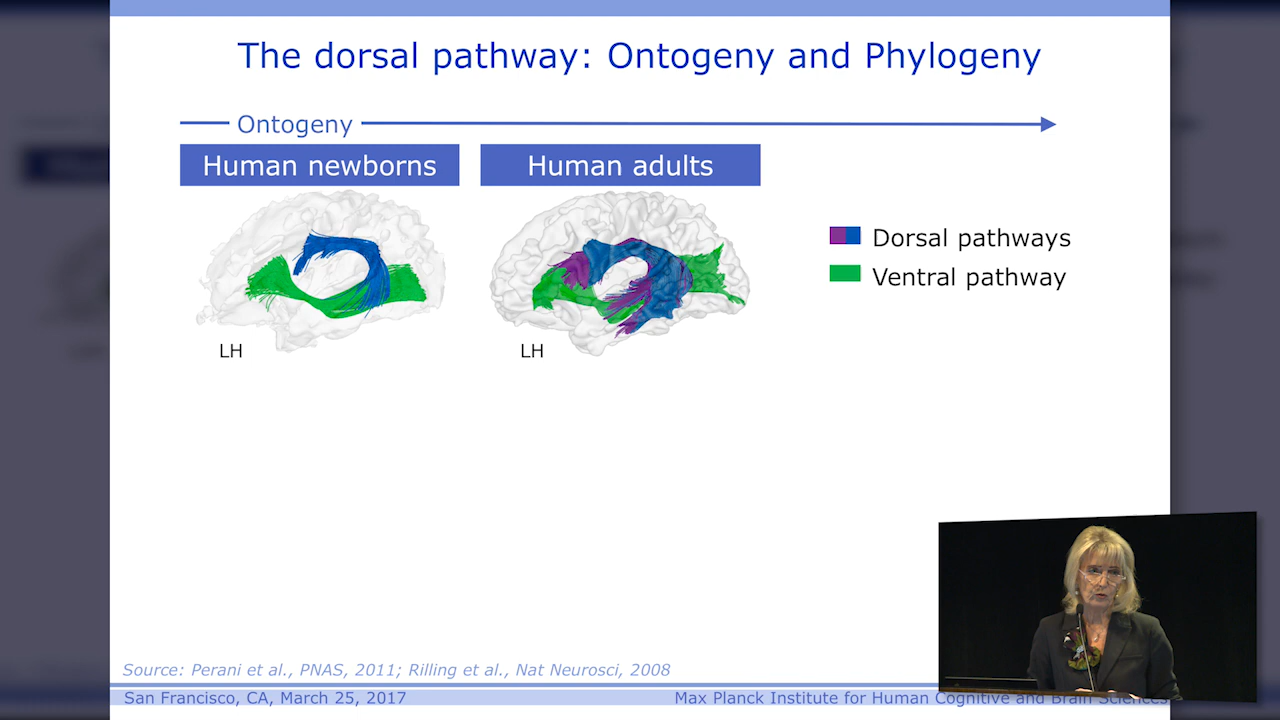 The dorsal pathway: Ontogeny and Phylogeny
Ontogeny
Human newborns
Human adults
Dorsal pathways
Ventral pathway
LH
LH
Source: Perani et al., PNAS, 2011; Rilling et al., Nat Neurosci, 2008
San Francisco, CA, March 25, 2017
Max Planck Institute for Human Cognitive and Brain Sciences